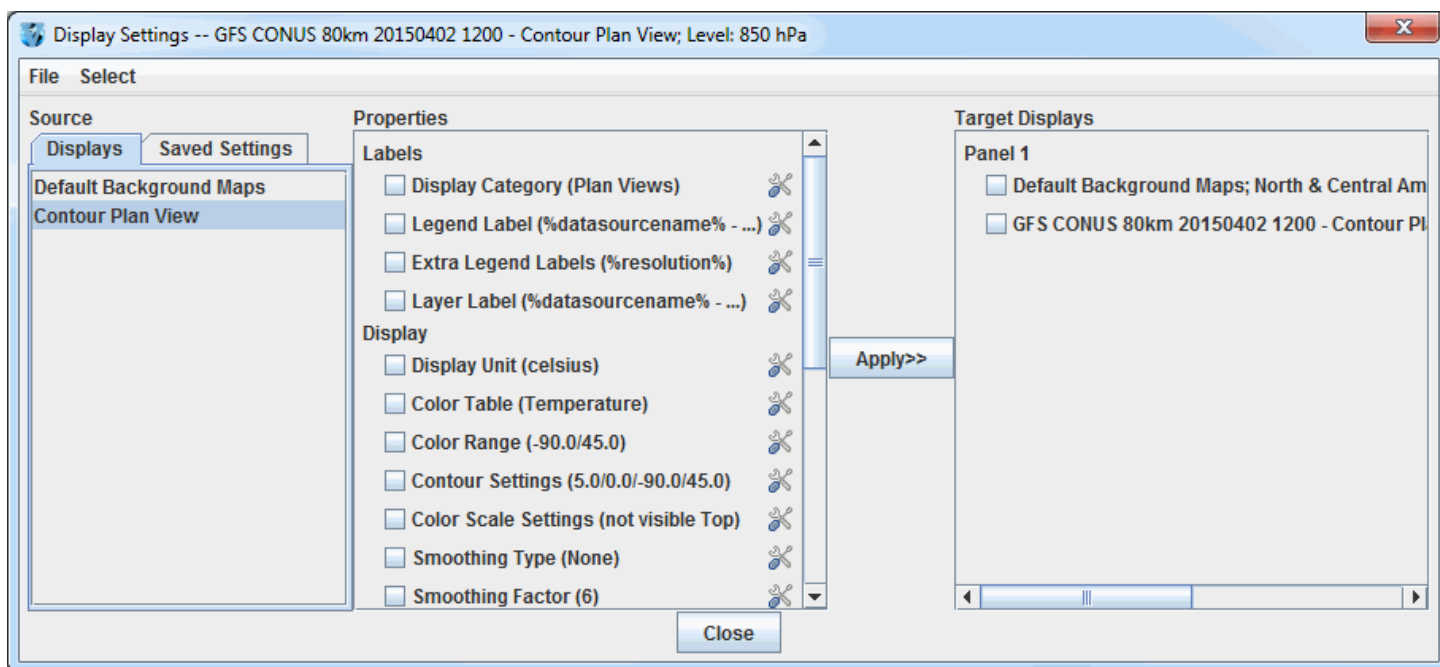 Display Settings -- GFS CONUS 80km 20150402 1200 - Contour Plan View; Level: 850 hPa
File Select
Source
Displays Saved Settings
Default Background Maps
Contour Plan View
Properties
Labels
Display Category (Plan Views)
Legend Label (%datasourcename% - ...)
Extra Legend Labels (%resolution%)
Layer Label (%datasourcename% - ...)
Display
Display Unit (celsius)
Color Table (Temperature)
Color Range (-90.0/45.0)
Contour Settings (5.0/0.0/-90.0/45.0)
Color Scale Settings (not visible Top)
Smoothing Type (None)
Smoothing Factor (6)
Apply>>
Target Displays
Panel 1
Default Background Maps; North & Central Am
GFS CONUS 80km 20150402 1200 - Contour Pl
Close